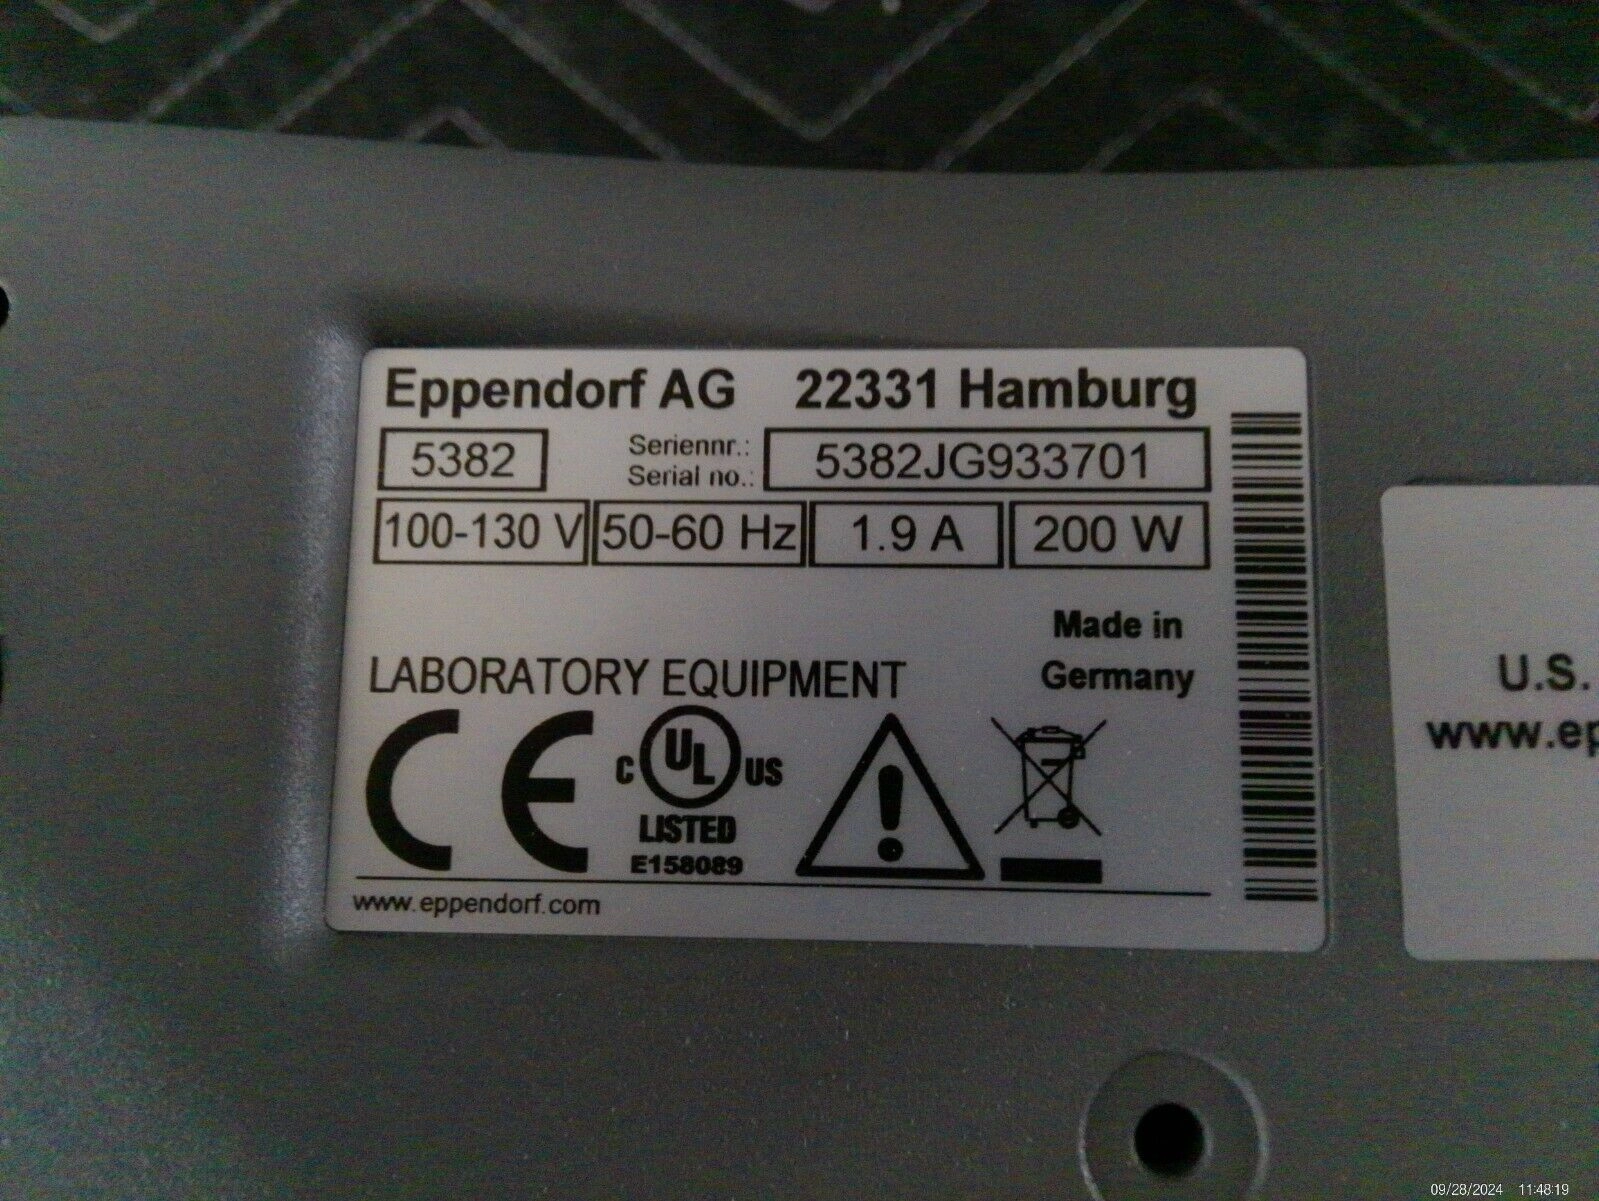 Eppendorf AG 22331 Hamburg
5382 Seriennr.: 5382JG933701
Serial no.:
100-130 V 50-60 Hz 1.9 A 200 W
Made in
Germany
LABORATORY EQUIPMENT
CE
C UL US
LISTED
E158089
www.eppendorf.com
U.S.
www.ep
09/28/2024 11:48:19